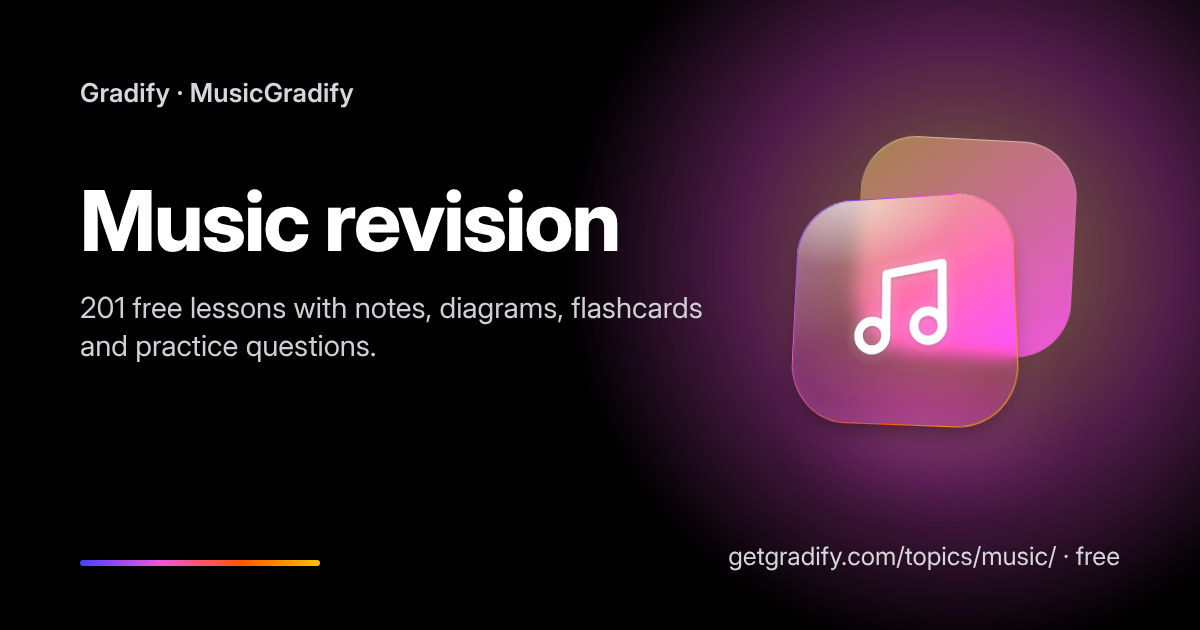 Gradify · MusicGradify
Music revision
201 free lessons with notes, diagrams, flashcards
and practice questions.
getgradify.com/topics/music/ · free